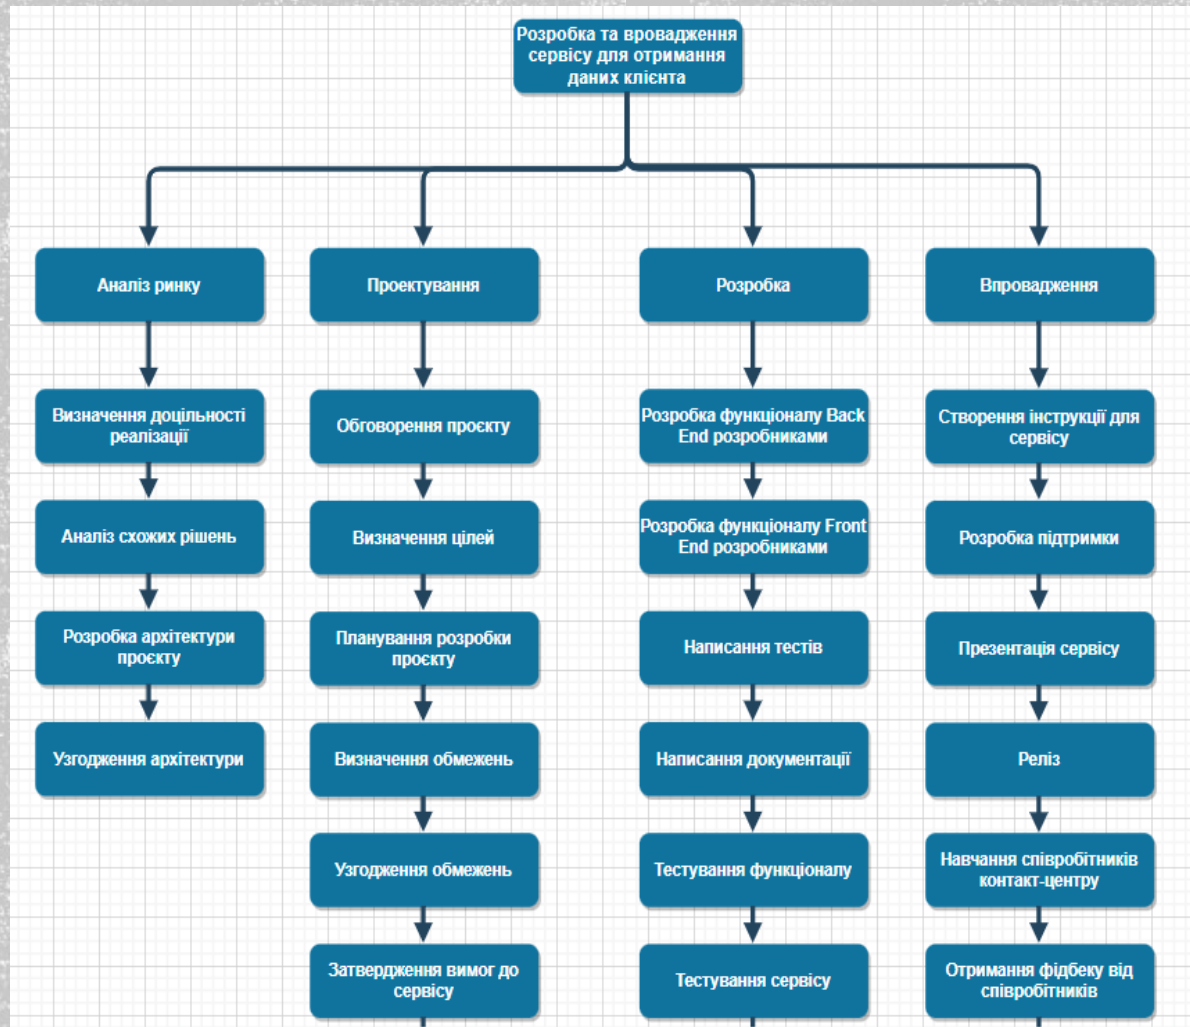 Розробка та вровадження
сервісу для отримання
даних клієнта
Аналіз ринку
Проектування
Розробка
Впровадження
Визначення доцільності
реалізації
Аналіз схожих рішень
Розробка архітектури
проєкту
Узгодження архітектури
Обговорення проєкту
Визначення цілей
Планування розробки
проєкту
Визначення обмежень
Узгодження обмежень
Затвердження вимог до
сервісу
Розробка функціоналу Back
End розробниками
Розробка функціоналу Front
End розробниками
Написання тестів
Написання документації
Тестування функціоналу
Тестування сервісу
Створення інструкції для
сервісу
Розробка підтримки
Презентація сервісу
Реліз
Навчання співробітників
контакт-центру
Отримання фідбеку від
співробітників